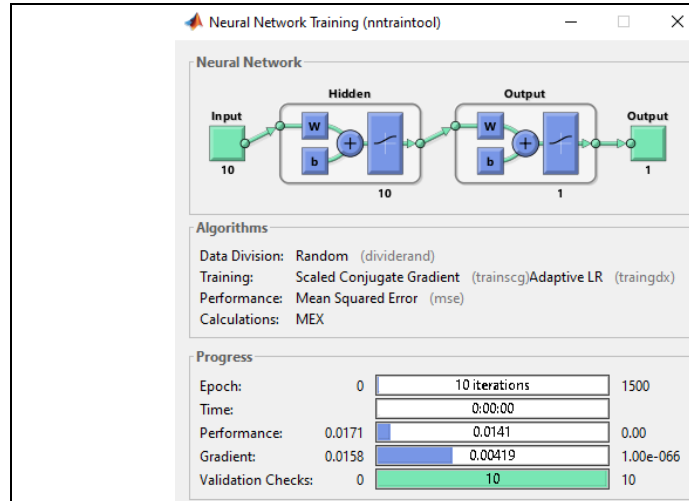 Neural Network Training (nntraintool)
Neural Network
Hidden Output
Input Output
W W
b b
10 1
10 1
Algorithms
Data Division: Random (dividerand)
Training: Scaled Conjugate Gradient (trainscg)Adaptive LR (traingdx)
Performance: Mean Squared Error (mse)
Calculations: MEX
Progress
Epoch: 0 10 iterations 1500
Time: 0:00:00
Performance: 0.0171 0.0141 0.00
Gradient: 0.0158 0.00419 1.00e-066
Validation Checks: 0 10 10